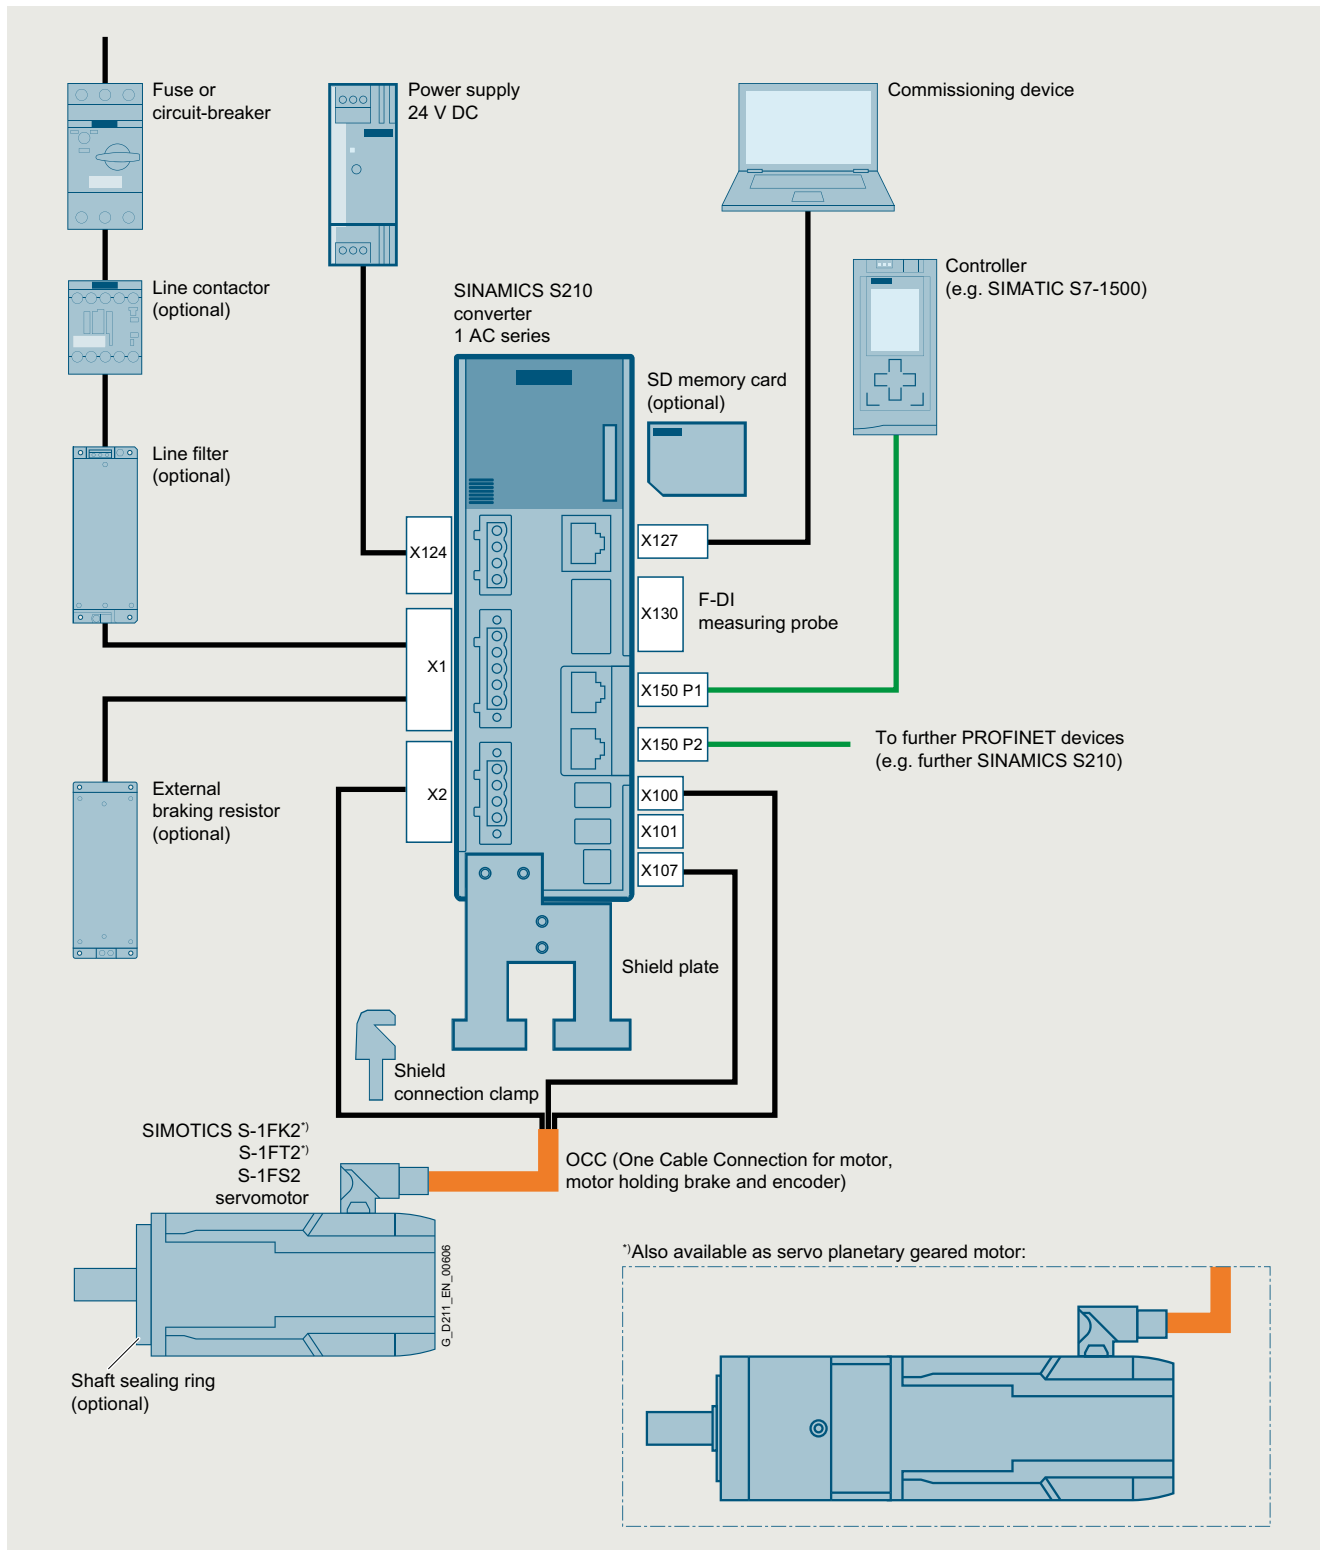 Fuse or
circuit-breaker
Power supply
24 V DC
Commissioning device
Line contactor
(optional)
SINAMICS S210
converter
1 AC series
Controller
(e.g. SIMATIC S7-1500)
SD memory card
(optional)
Line filter
(optional)
X124
X127
X130
F-DI
measuring probe
X1
X150 P1
X150 P2
To further PROFINET devices
(e.g. further SINAMICS S210)
X2
X100
X101
X107
External
braking resistor
(optional)
Shield plate
Shield
connection clamp
SIMOTICS S-1FK2*)
S-1FT2*)
S-1FS2
servomotor
OCC (One Cable Connection for motor,
motor holding brake and encoder)
G_D211_EN_00606
*)Also available as servo planetary geared motor:
Shaft sealing ring
(optional)